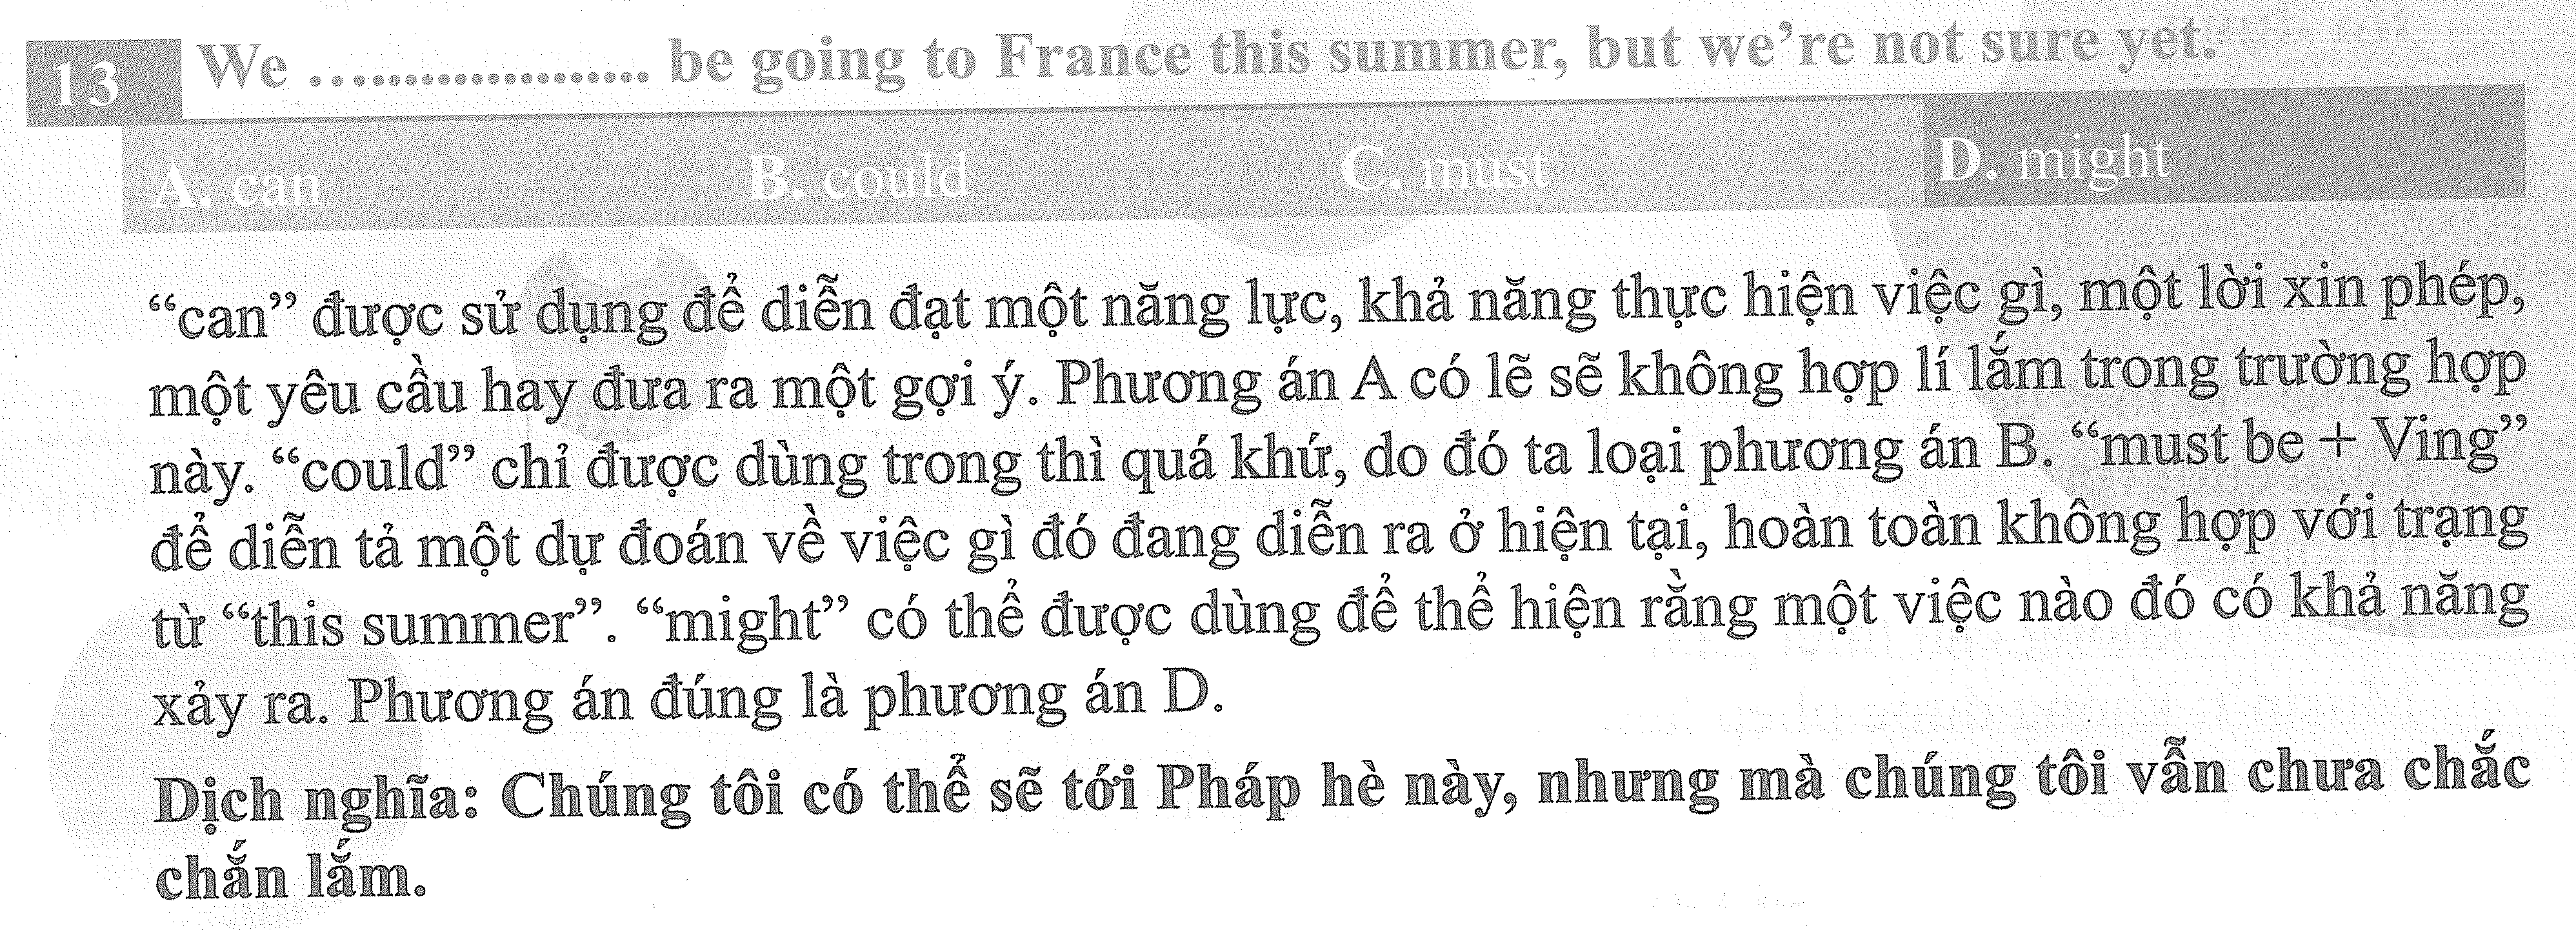 13 We .................... be going to France this summer, but we're not sure yet.
A. can B. could C. must D. might
“can” được sử dụng để diễn đạt một năng lực, khả năng thực hiện việc gì, một lời xin phép,
một yêu cầu hay đưa ra một gợi ý. Phương án A có lẽ sẽ không hợp lí lắm trong trường hợp
này. “could” chỉ được dùng trong thì quá khứ, do đó ta loại phương án B. “must be + Ving”
để diễn tả một dự đoán về việc gì đó đang diễn ra ở hiện tại, hoàn toàn không hợp với trạng
từ “this summer”. “might” có thể được dùng để thể hiện rằng một việc nào đó có khả năng
xảy ra. Phương án đúng là phương án D.
Dịch nghĩa: Chúng tôi có thể sẽ tới Pháp hè này, nhưng mà chúng tôi vẫn chưa chắc
chắn lắm.